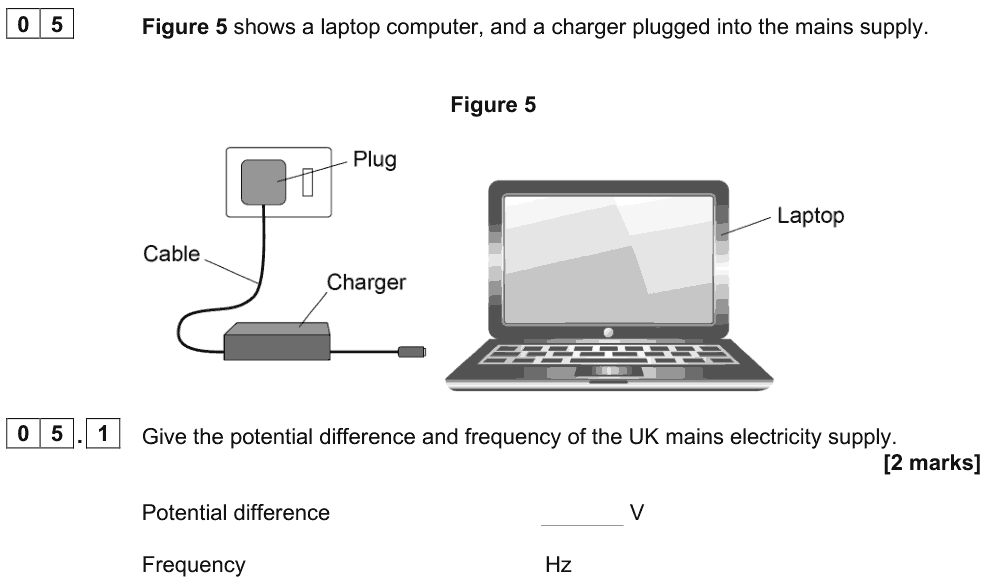 0 5 Figure 5 shows a laptop computer, and a charger plugged into the mains supply.
Figure 5
Plug
Laptop
Cable
Charger
0 5 . 1 Give the potential difference and frequency of the UK mains electricity supply.
[2 marks]
Potential difference ______ V
Frequency Hz